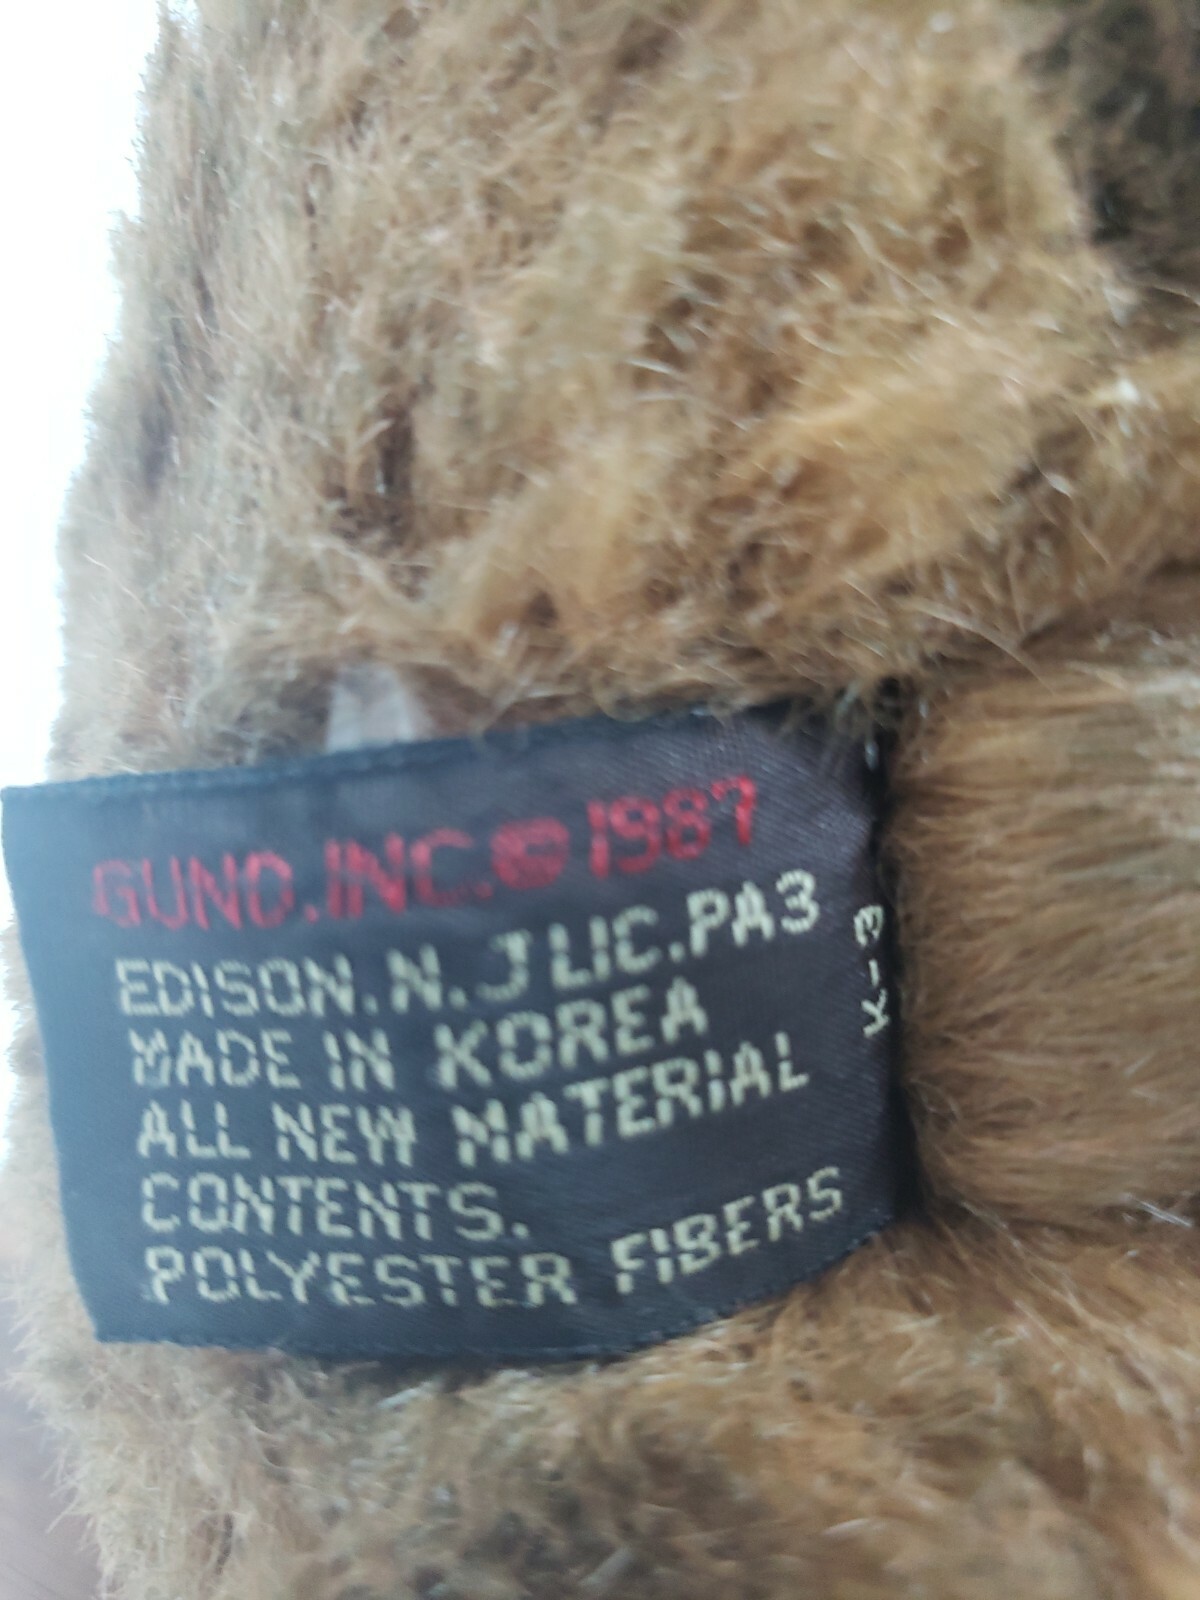 GUND.INC.© 1987
EDISON.N.J LIC.PA3
MADE IN KOREA
ALL NEW MATERIAL
CONTENTS.
POLYESTER FIBERS
K-3